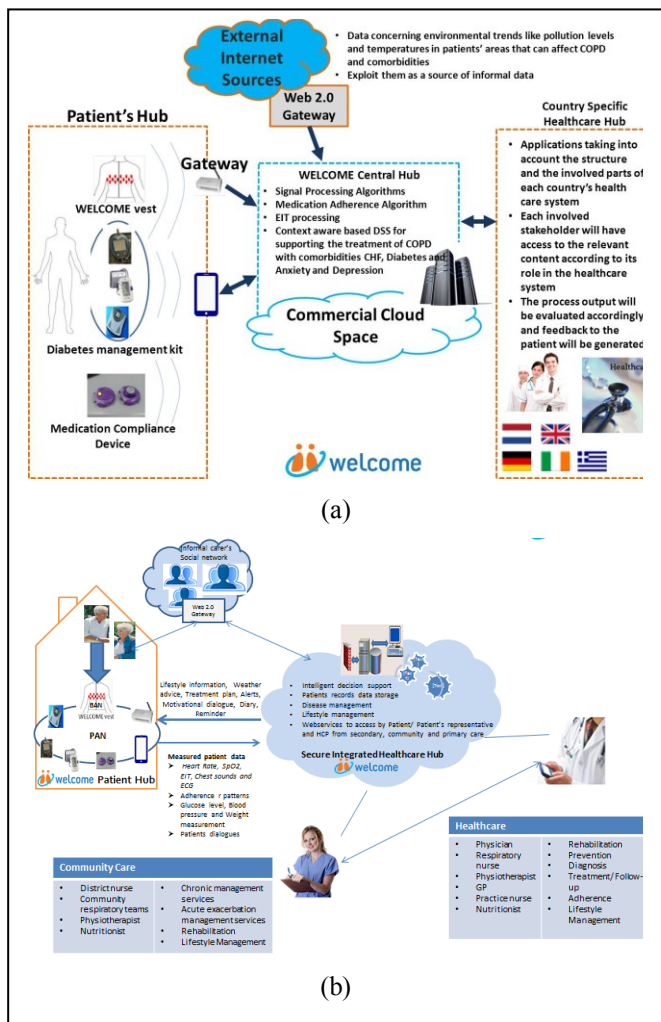 External
Internet
Sources
Web 2.0
Gateway
• Data concerning environmental trends like pollution levels
and temperatures in patients’ areas that can affect COPD
and comorbidities
• Exploit them as a source of informal data
Patient’s Hub
WELCOME vest
Diabetes management kit
Medication Compliance
Device
Gateway
WELCOME Central Hub
• Signal Processing Algorithms
• Medication Adherence Algorithm
• EIT processing
• Context aware based DSS for
supporting the treatment of COPD
with comorbidities CHF, Diabetes and
Anxiety and Depression
Commercial Cloud
Space
welcome
Country Specific
Healthcare Hub
• Applications taking into
account the structure
and the involved parts of
each country’s health
care system
• Each involved
stakeholder will have
access to the relevant
content according to its
role in the healthcare
system
• The process output will
be evaluated accordingly
and feedback to the
patient will be generated
Healthc
(a)
Informal carer’s
Social network
Web 2.0
Gateway
BAN
WELCOME vest
PAN
welcome Patient Hub
Lifestyle information, Weather
advice, Treatment plan, Alerts,
Motivational dialogue, Diary,
Reminder
Measured patient data
➢ Heart Rate, SpO2,
EIT, Chest sounds and
ECG
➢ Adherence r patterns
➢ Glucose level, Blood
pressure and Weight
measurement
➢ Patients dialogues
• Intelligent decision support
• Patients records data storage
• Disease management
• Lifestyle management
• Webservices to access by Patient/ Patient’s representative
and HCP from secondary, community and primary care
Secure Integrated Healthcare Hub
welcome
Community Care
• District nurse
• Community
respiratory teams
• Physiotherapist
• Nutritionist
• Chronic management
services
• Acute exacerbation
management services
• Rehabilitation
• Lifestyle Management
Healthcare
• Physician
• Respiratory
nurse
• Physiotherapist
• GP
• Practice nurse
• Nutritionist
• Rehabilitation
• Prevention
• Diagnosis
• Treatment/Follow-
up
• Adherence
• Lifestyle
Management
(b)